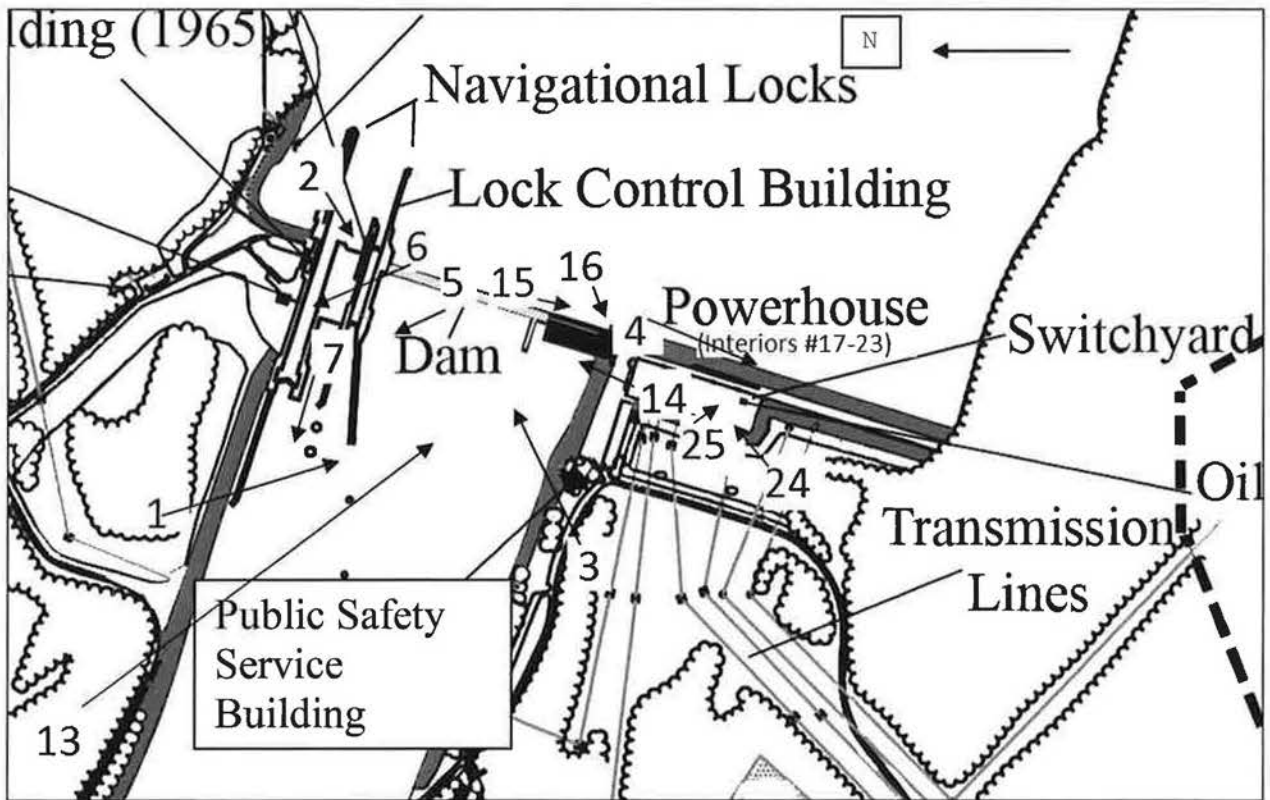 lding (1965
N
Navigational Locks
2
Lock Control Building
6
5
15
16
Powerhouse
(Interiors #17-23)
4
Switchyard
Dam
7
14
25
24
Oil
1
Transmission
Lines
3
Public Safety
Service
Building
13